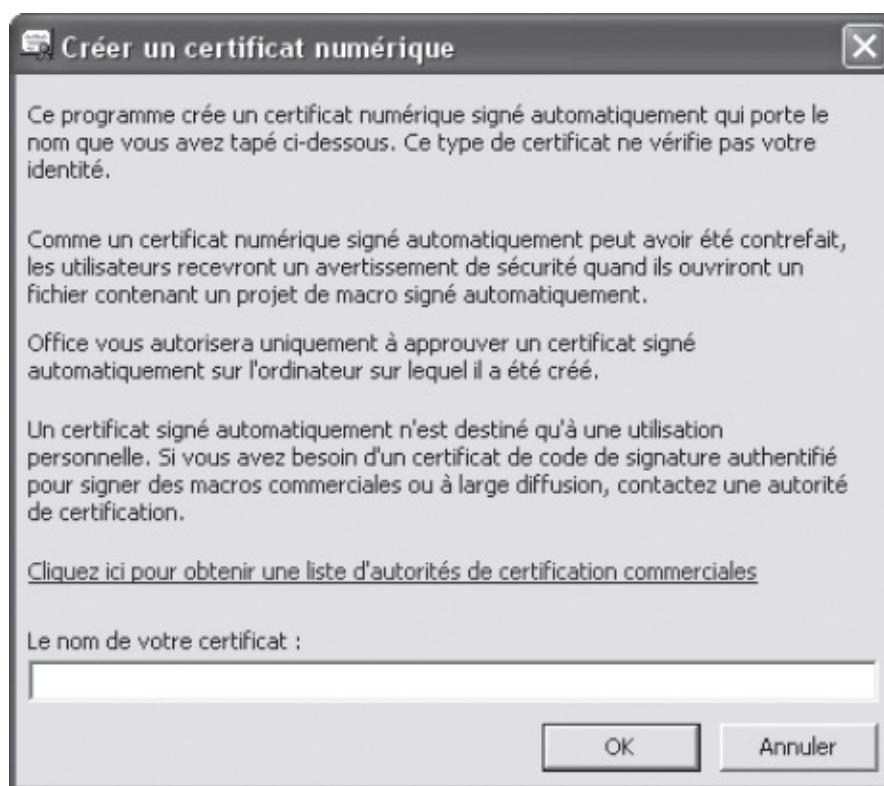 Créer un certificat numérique
Ce programme crée un certificat numérique signé automatiquement qui porte le
nom que vous avez tapé ci-dessous. Ce type de certificat ne vérifie pas votre
identité.
Comme un certificat numérique signé automatiquement peut avoir été contrefait,
les utilisateurs recevront un avertissement de sécurité quand ils ouvriront un
fichier contenant un projet de macro signé automatiquement.
Office vous autorisera uniquement à approuver un certificat signé
automatiquement sur l'ordinateur sur lequel il a été créé.
Un certificat signé automatiquement n'est destiné qu'à une utilisation
personnelle. Si vous avez besoin d'un certificat de code de signature authentifié
pour signer des macros commerciales ou à large diffusion, contactez une autorité
de certification.
Cliquez ici pour obtenir une liste d'autorités de certification commerciales
Le nom de votre certificat :
OK
Annuler